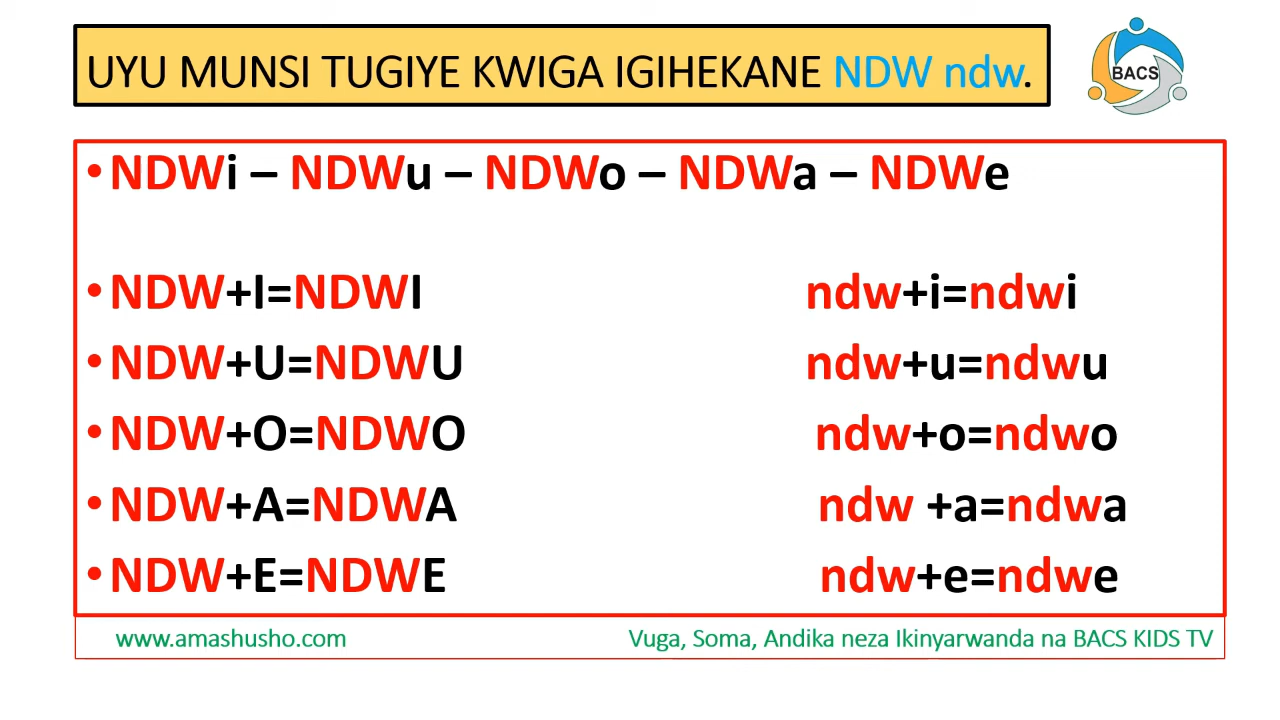 UYU MUNSI TUGIYE KWIGA IGIHEKANE NDW ndw.
BACS
•NDWi – NDWu – NDWo – NDWa – NDWe
•NDW+I=NDWI ndw+i=ndwi
•NDW+U=NDWU ndw+u=ndwu
•NDW+O=NDWO ndw+o=ndwo
•NDW+A=NDWA ndw +a=ndwa
•NDW+E=NDWE ndw+e=ndwe
www.amashusho.com Vuga, Soma, Andika neza Ikinyarwanda na BACS KIDS TV